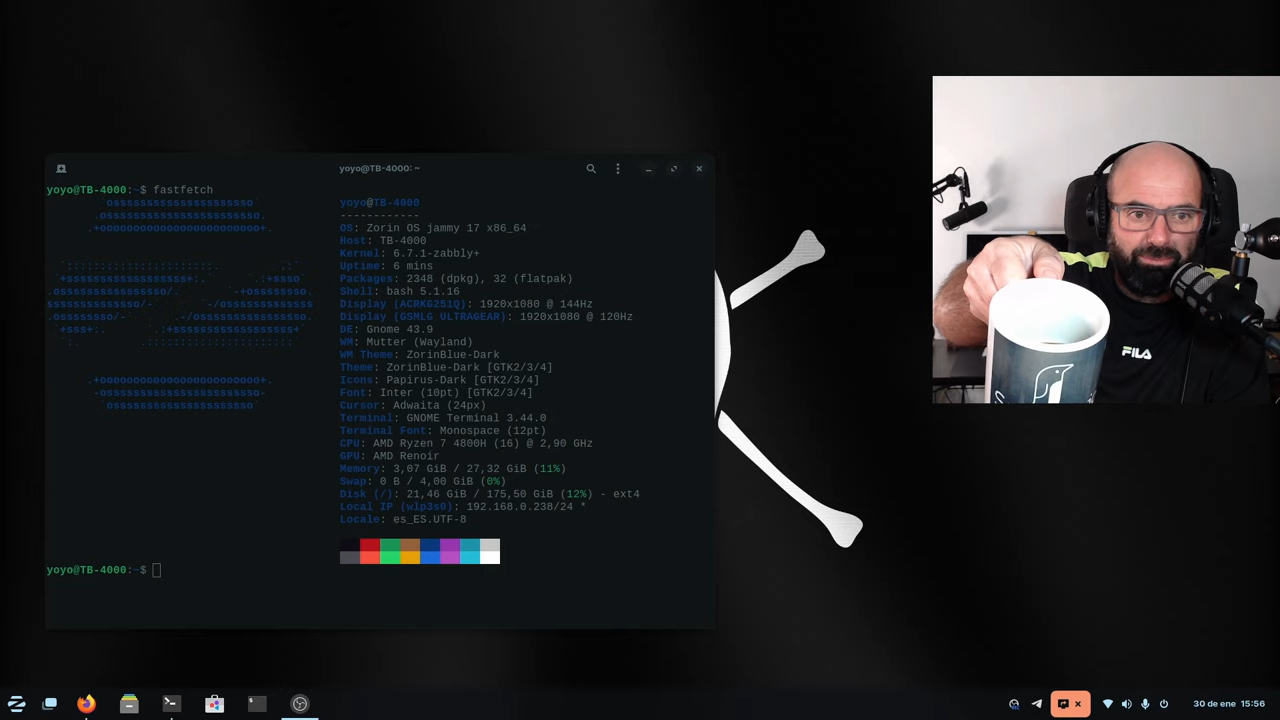 yoyo@TB-4000: ~
yoyo@TB-4000:~$ fastfetch
yoyo@TB-4000
------------
OS: Zorin OS jammy 17 x86_64
Host: TB-4000
Kernel: 6.7.1-zabbly+
Uptime: 6 mins
Packages: 2348 (dpkg), 32 (flatpak)
Shell: bash 5.1.16
Display (ACRKG251Q): 1920x1080 @ 144Hz
Display (GSMLG ULTRAGEAR): 1920x1080 @ 120Hz
DE: Gnome 43.9
WM: Mutter (Wayland)
WM Theme: ZorinBlue-Dark
Theme: ZorinBlue-Dark [GTK2/3/4]
Icons: Papirus-Dark [GTK2/3/4]
Font: Inter (10pt) [GTK2/3/4]
Cursor: Adwaita (24px)
Terminal: GNOME Terminal 3.44.0
Terminal Font: Monospace (12pt)
CPU: AMD Ryzen 7 4800H (16) @ 2,90 GHz
GPU: AMD Renoir
Memory: 3,07 GiB / 27,32 GiB (11%)
Swap: 0 B / 4,00 GiB (0%)
Disk (/): 21,46 GiB / 175,50 GiB (12%) - ext4
Local IP (wlp3s0): 192.168.0.238/24 *
Locale: es_ES.UTF-8
yoyo@TB-4000:~$
FILA
30 de ene 15:56